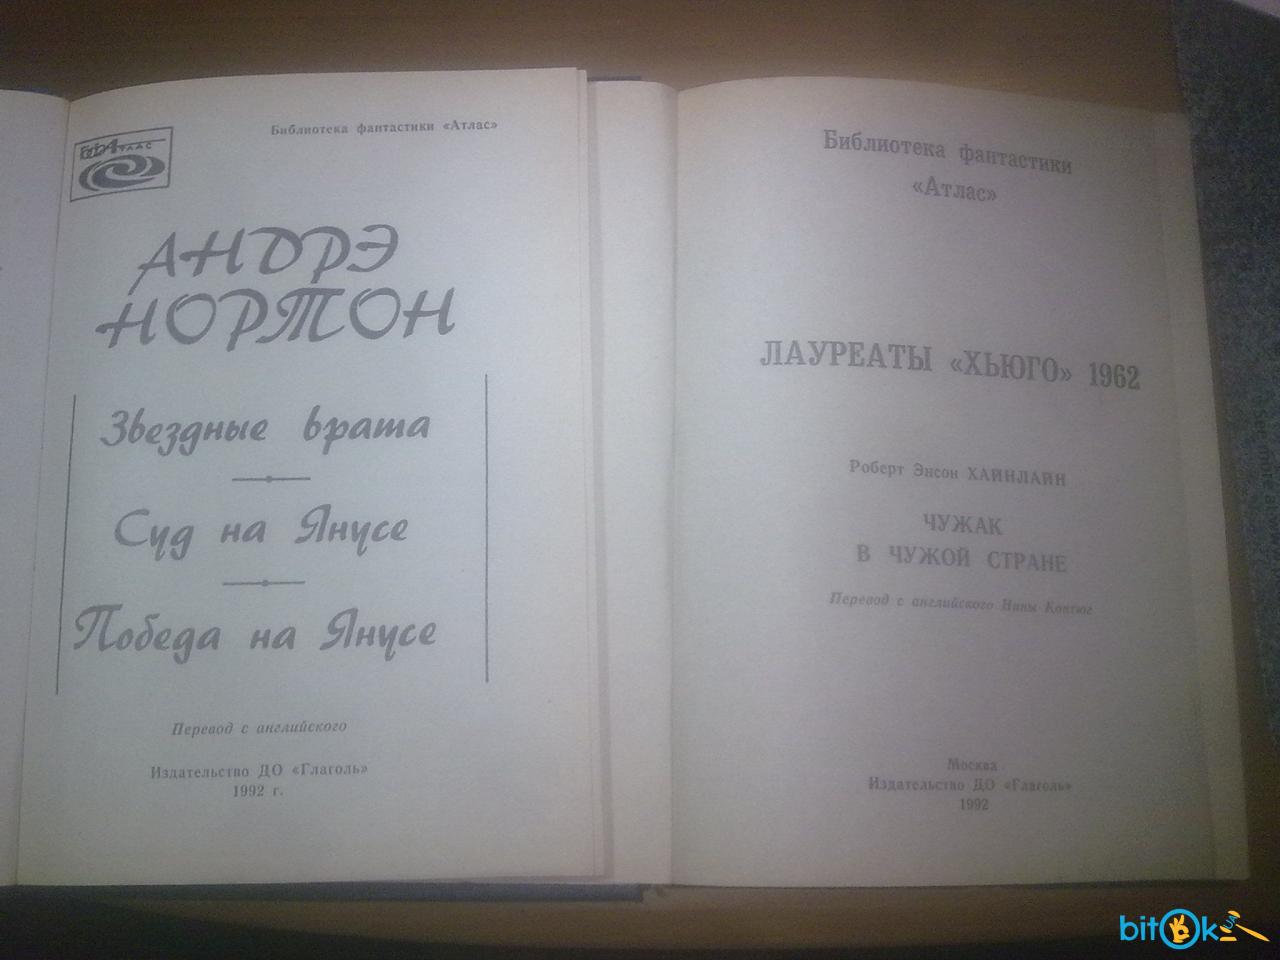 Библиотека фантастики «Атлас»
АНДРЭ
НОРТОН
Звездные врата
Суд на Янусе
Победа на Янусе
Перевод с английского
Издательство ДО «Глаголь»
1992 г.
Библиотека фантастики
«Атлас»
ЛАУРЕАТЫ «ХЬЮГО» 1962
Роберт Энсон ХАЙНЛАЙН
ЧУЖАК
В ЧУЖОЙ СТРАНЕ
Перевод с английского Нины
Москва
Издательство ДО «Глаголь»
1992
bitOk UA